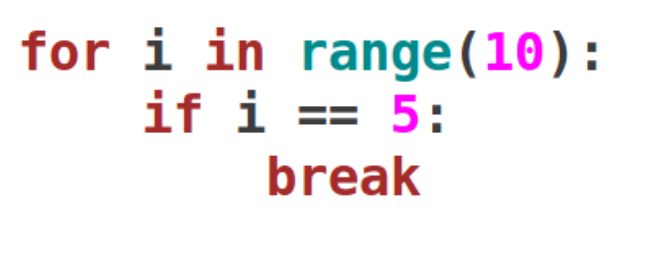 for i in range(10):
    if i == 5:
        break